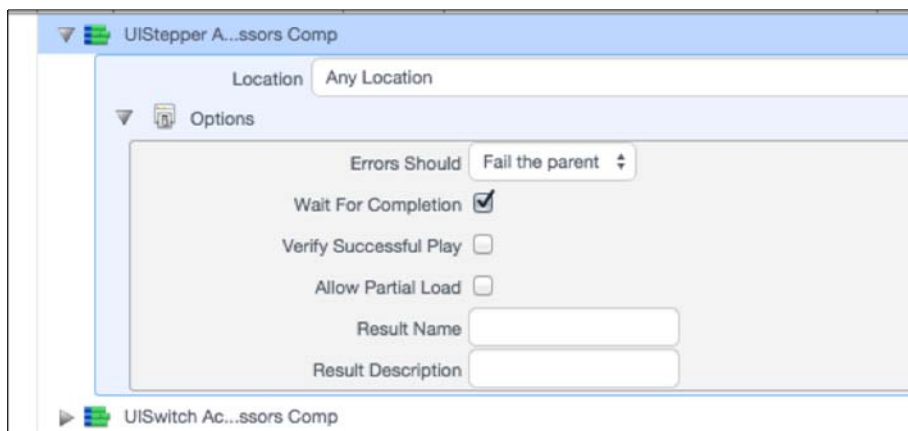 UIStepper A...ssors Comp
Location Any Location
Options
Errors Should Fail the parent
Wait For Completion
Verify Successful Play
Allow Partial Load
Result Name
Result Description
UISwitch Ac...ssors Comp